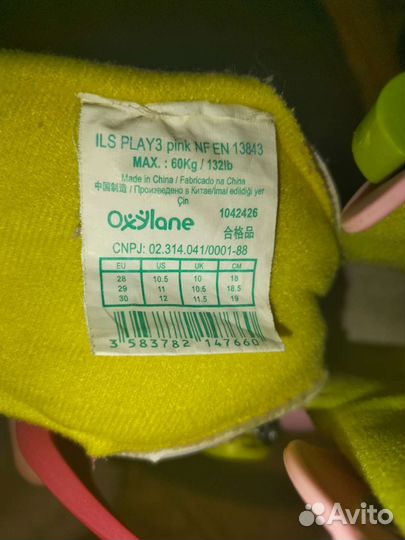 ILS PLAY3 pink NF EN 13843
MAX. : 60Kg / 132lb
Made in China / Fabricado na China
中国制造 / Произведено в Китае/Imal edildiği yer
Çin
Oxylane
1042426
合格品
CNPJ: 02.314.041/0001-88
EU US UK CM
28 10.5 10 18
29 11 10.5 18.5
30 12 11.5 19
3 583782 147660
Avito